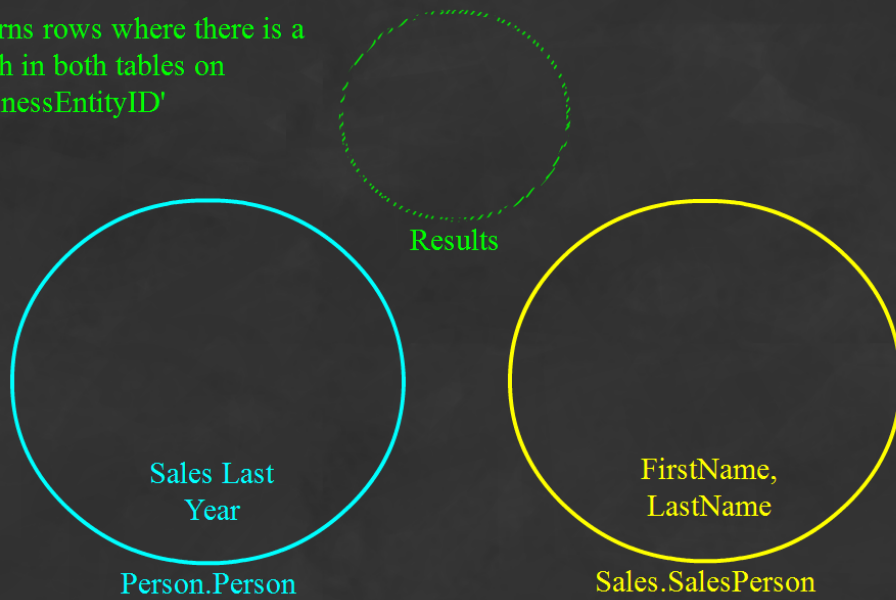 rns rows where there is a
h in both tables on
nessEntityID'
Results
Sales Last
Year
FirstName,
LastName
Person.Person
Sales.SalesPerson